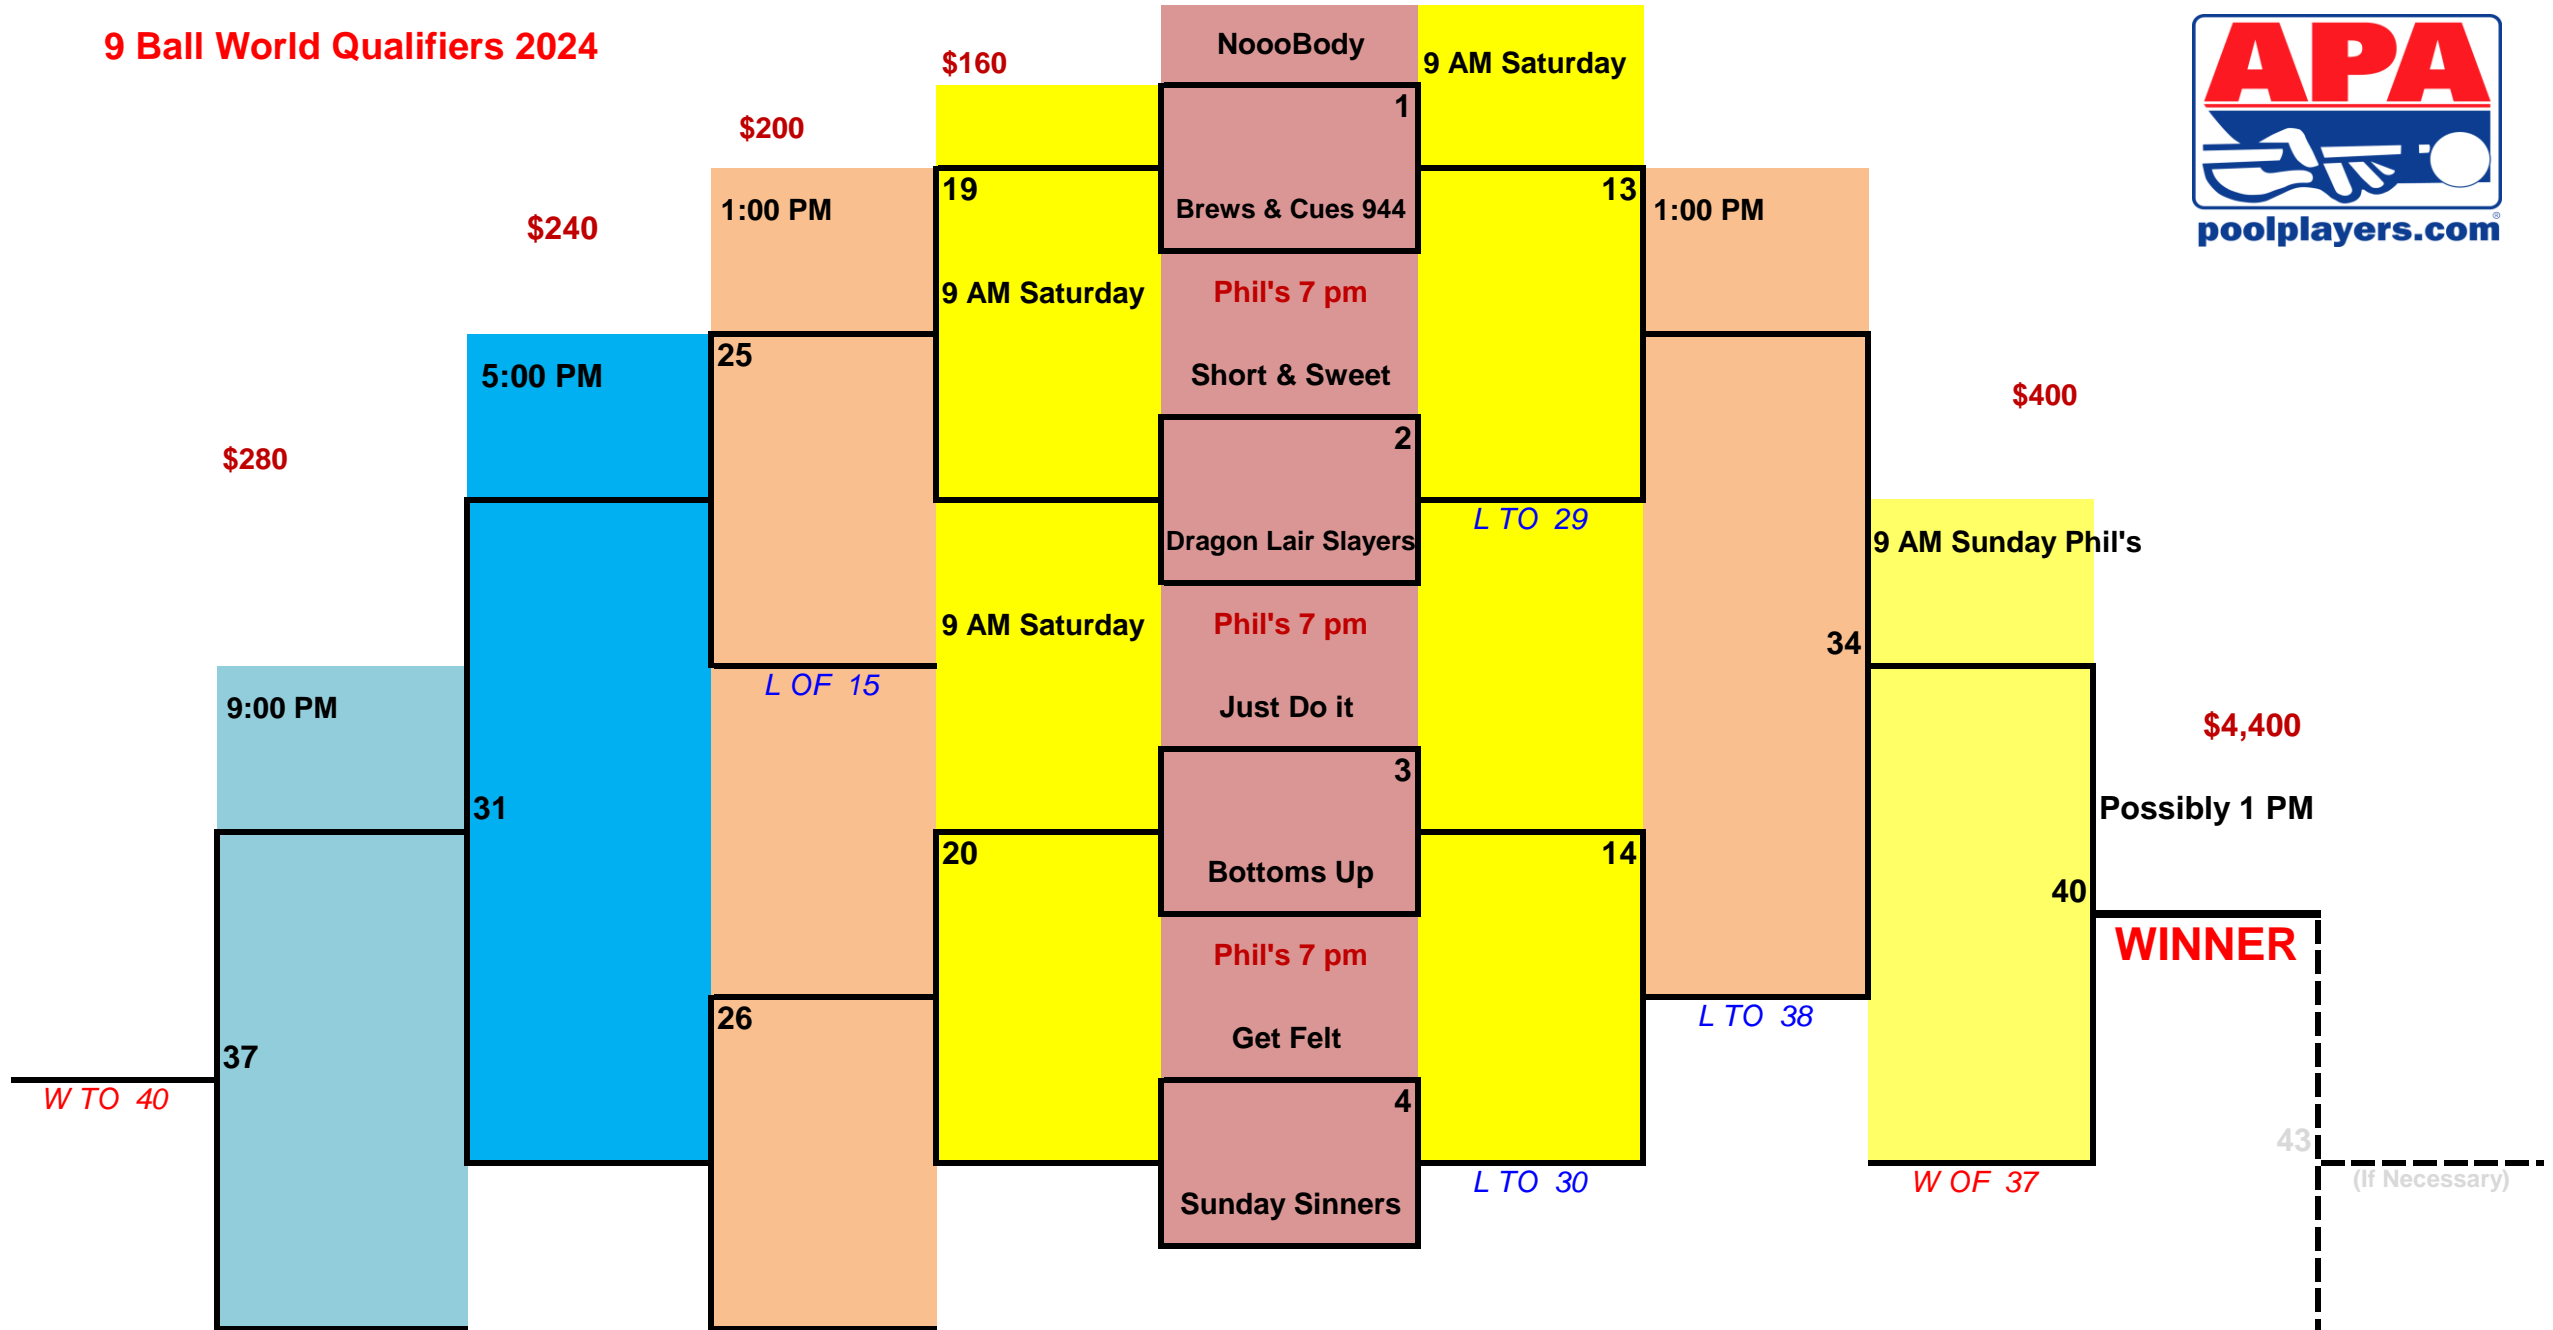 9 Ball World Qualifiers 2024
$160
NoooBody
9 AM Saturday
APA
poolplayers.com®
$200
1
19
13
1:00 PM
Brews & Cues 944
1:00 PM
$240
9 AM Saturday
Phil's 7 pm
25
5:00 PM
Short & Sweet
$400
2
$280
L TO 29
Dragon Lair Slayers
9 AM Sunday Phil's
9 AM Saturday
Phil's 7 pm
34
L OF 15
9:00 PM
Just Do it
$4,400
3
31
Possibly 1 PM
20
14
Bottoms Up
40
Phil's 7 pm
WINNER
26
L TO 38
Get Felt
37
W TO 40
4
43
L TO 30
W OF 37
(If Necessary)
Sunday Sinners